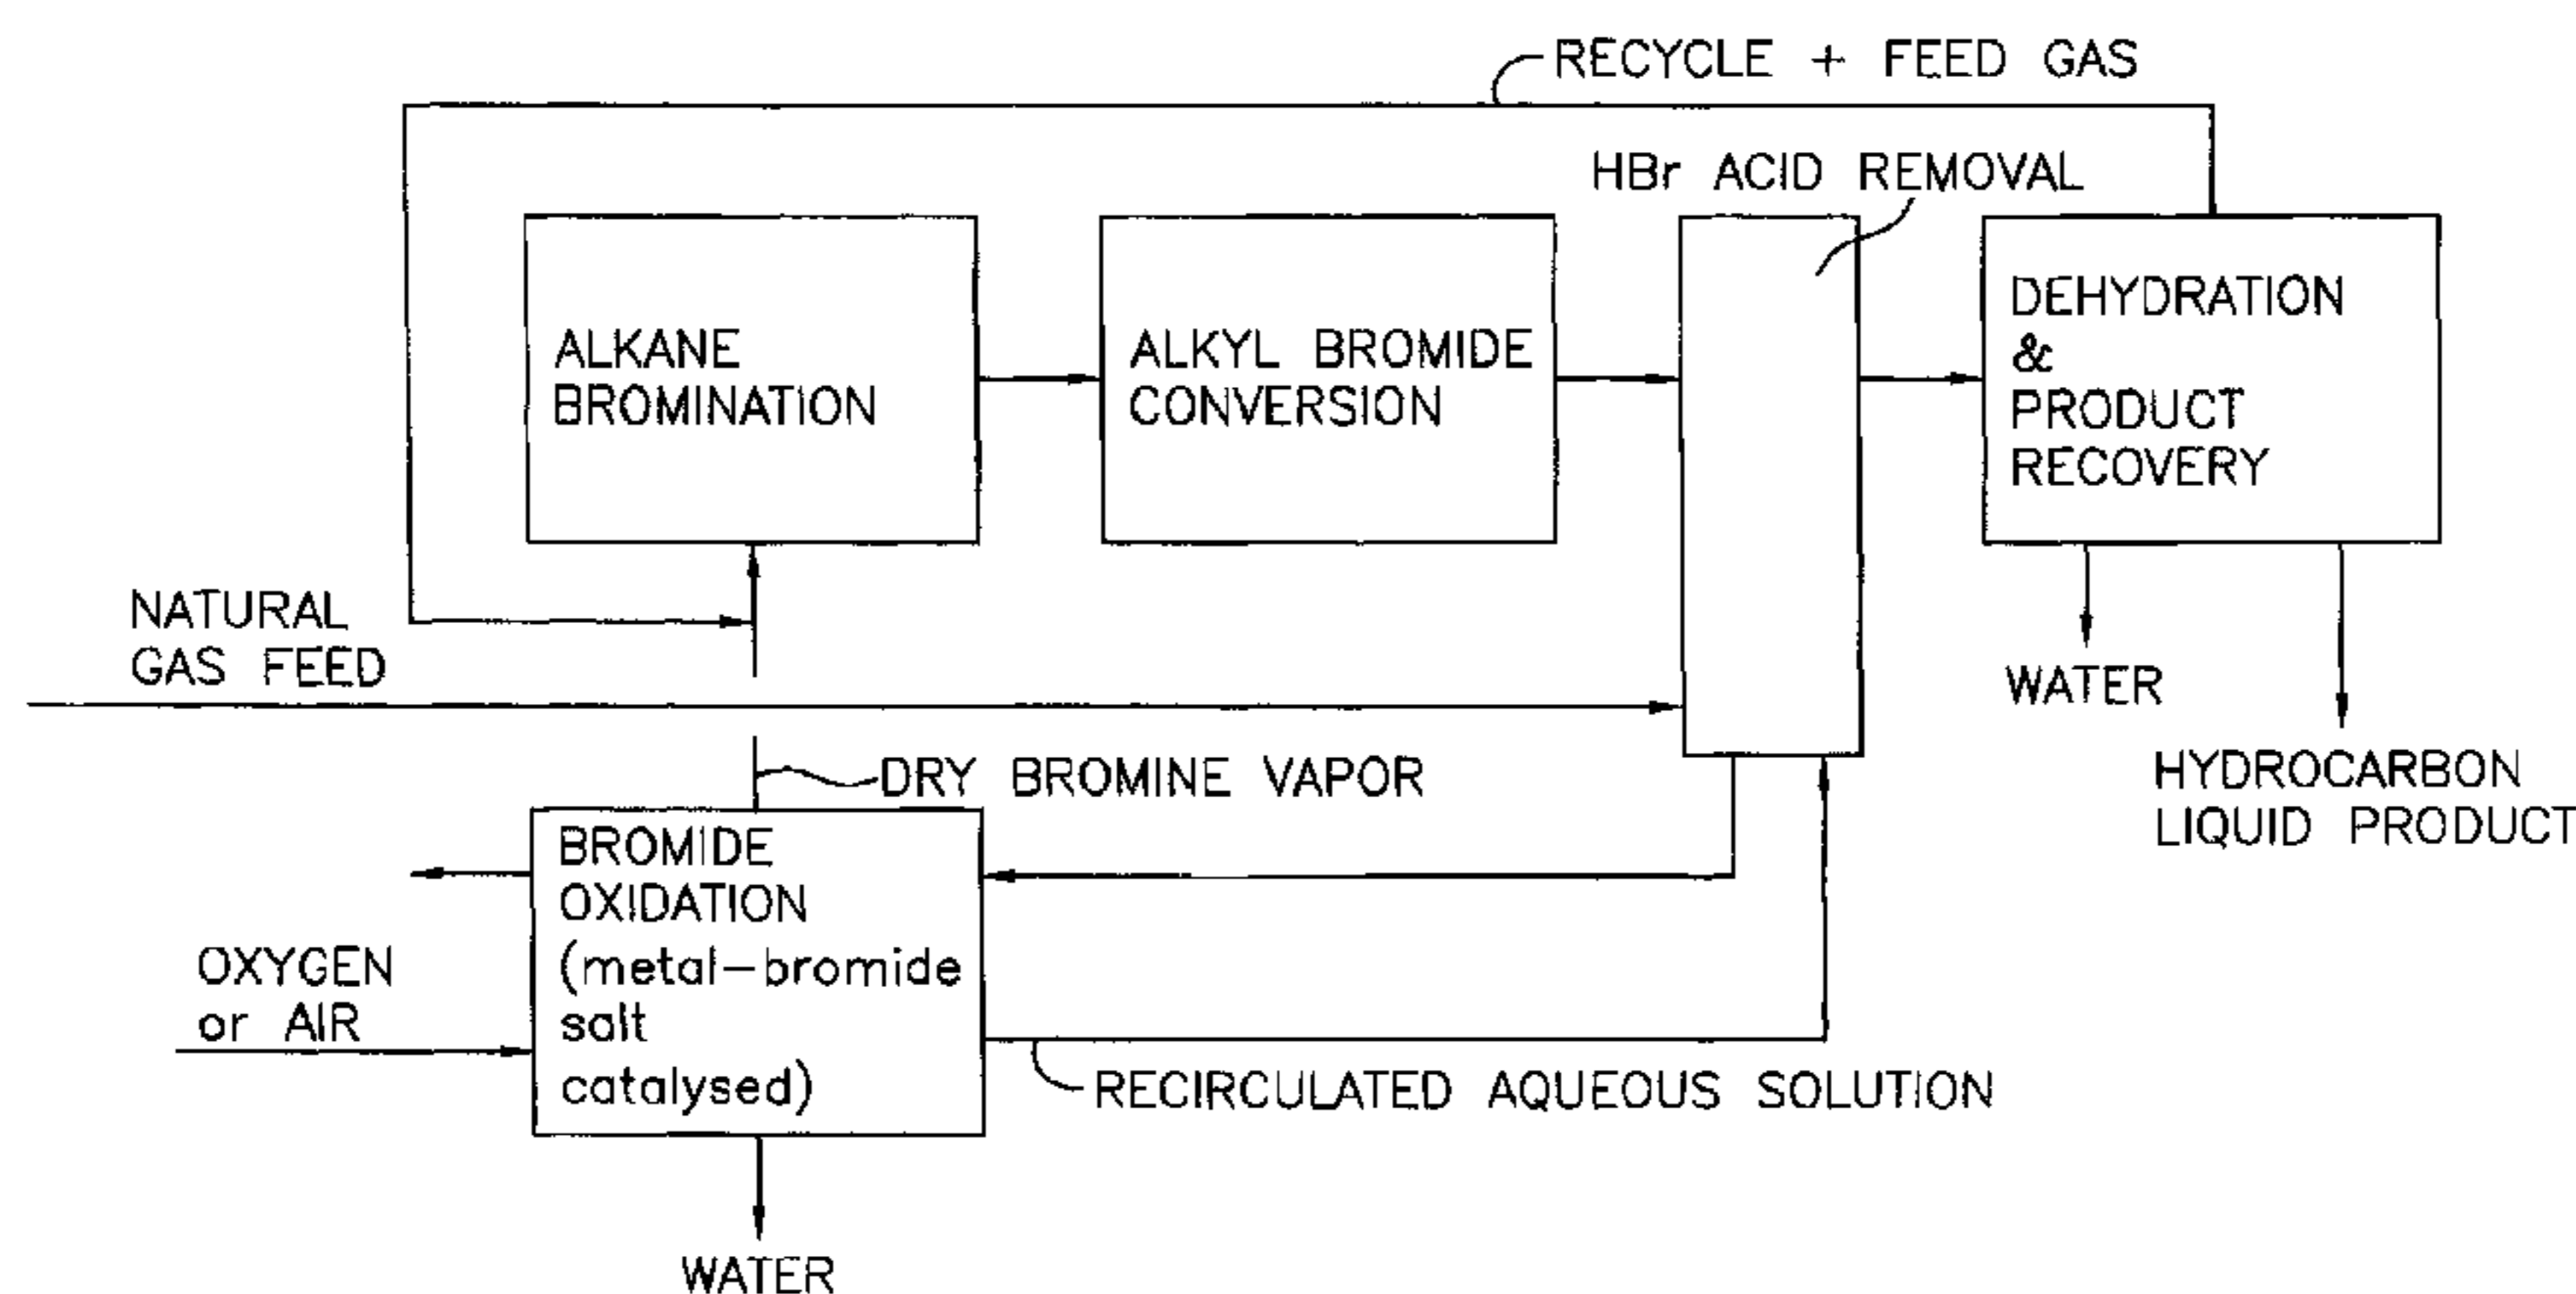 RECYCLE + FEED GAS
HBr ACID REMOVAL
ALKANE
BROMINATION
ALKYL BROMIDE
CONVERSION
DEHYDRATION
&
PRODUCT
RECOVERY
NATURAL
GAS FEED
WATER
HYDROCARBON
LIQUID PRODUCT
DRY BROMINE VAPOR
BROMIDE
OXIDATION
(metal-bromide
salt
catalysed)
OXYGEN
or AIR
RECIRCULATED AQUEOUS SOLUTION
WATER